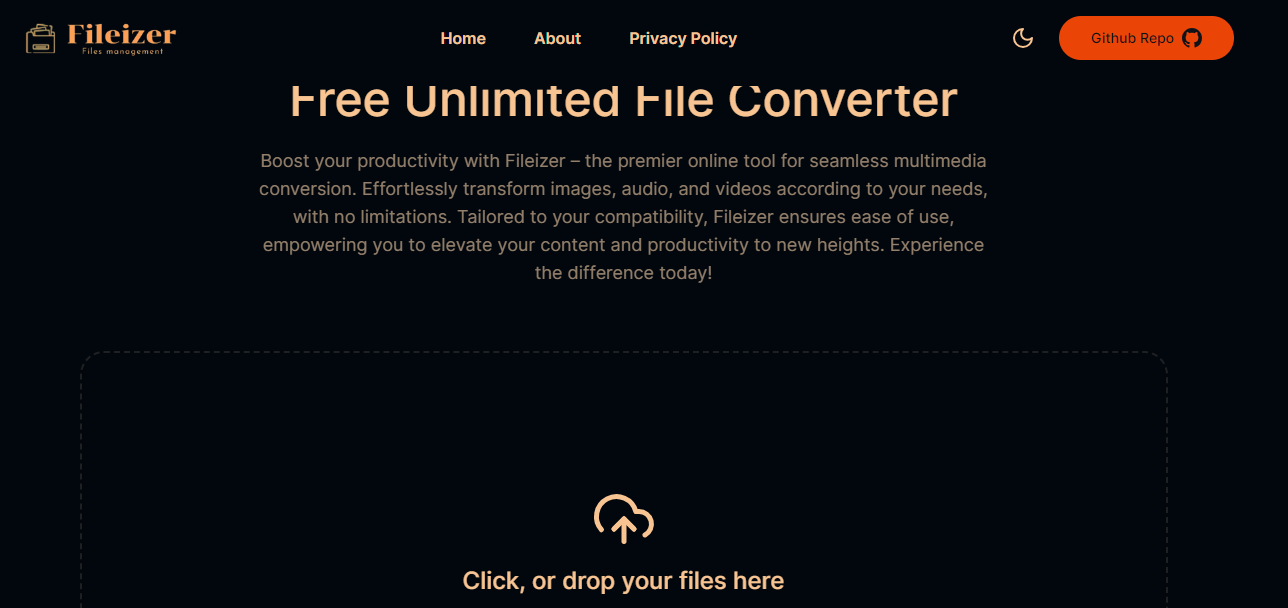 Fileizer
Files management
Home
About
Privacy Policy
Github Repo
Free Unlimited File Converter
Boost your productivity with Fileizer – the premier online tool for seamless multimedia
conversion. Effortlessly transform images, audio, and videos according to your needs,
with no limitations. Tailored to your compatibility, Fileizer ensures ease of use,
empowering you to elevate your content and productivity to new heights. Experience
the difference today!
Click, or drop your files here